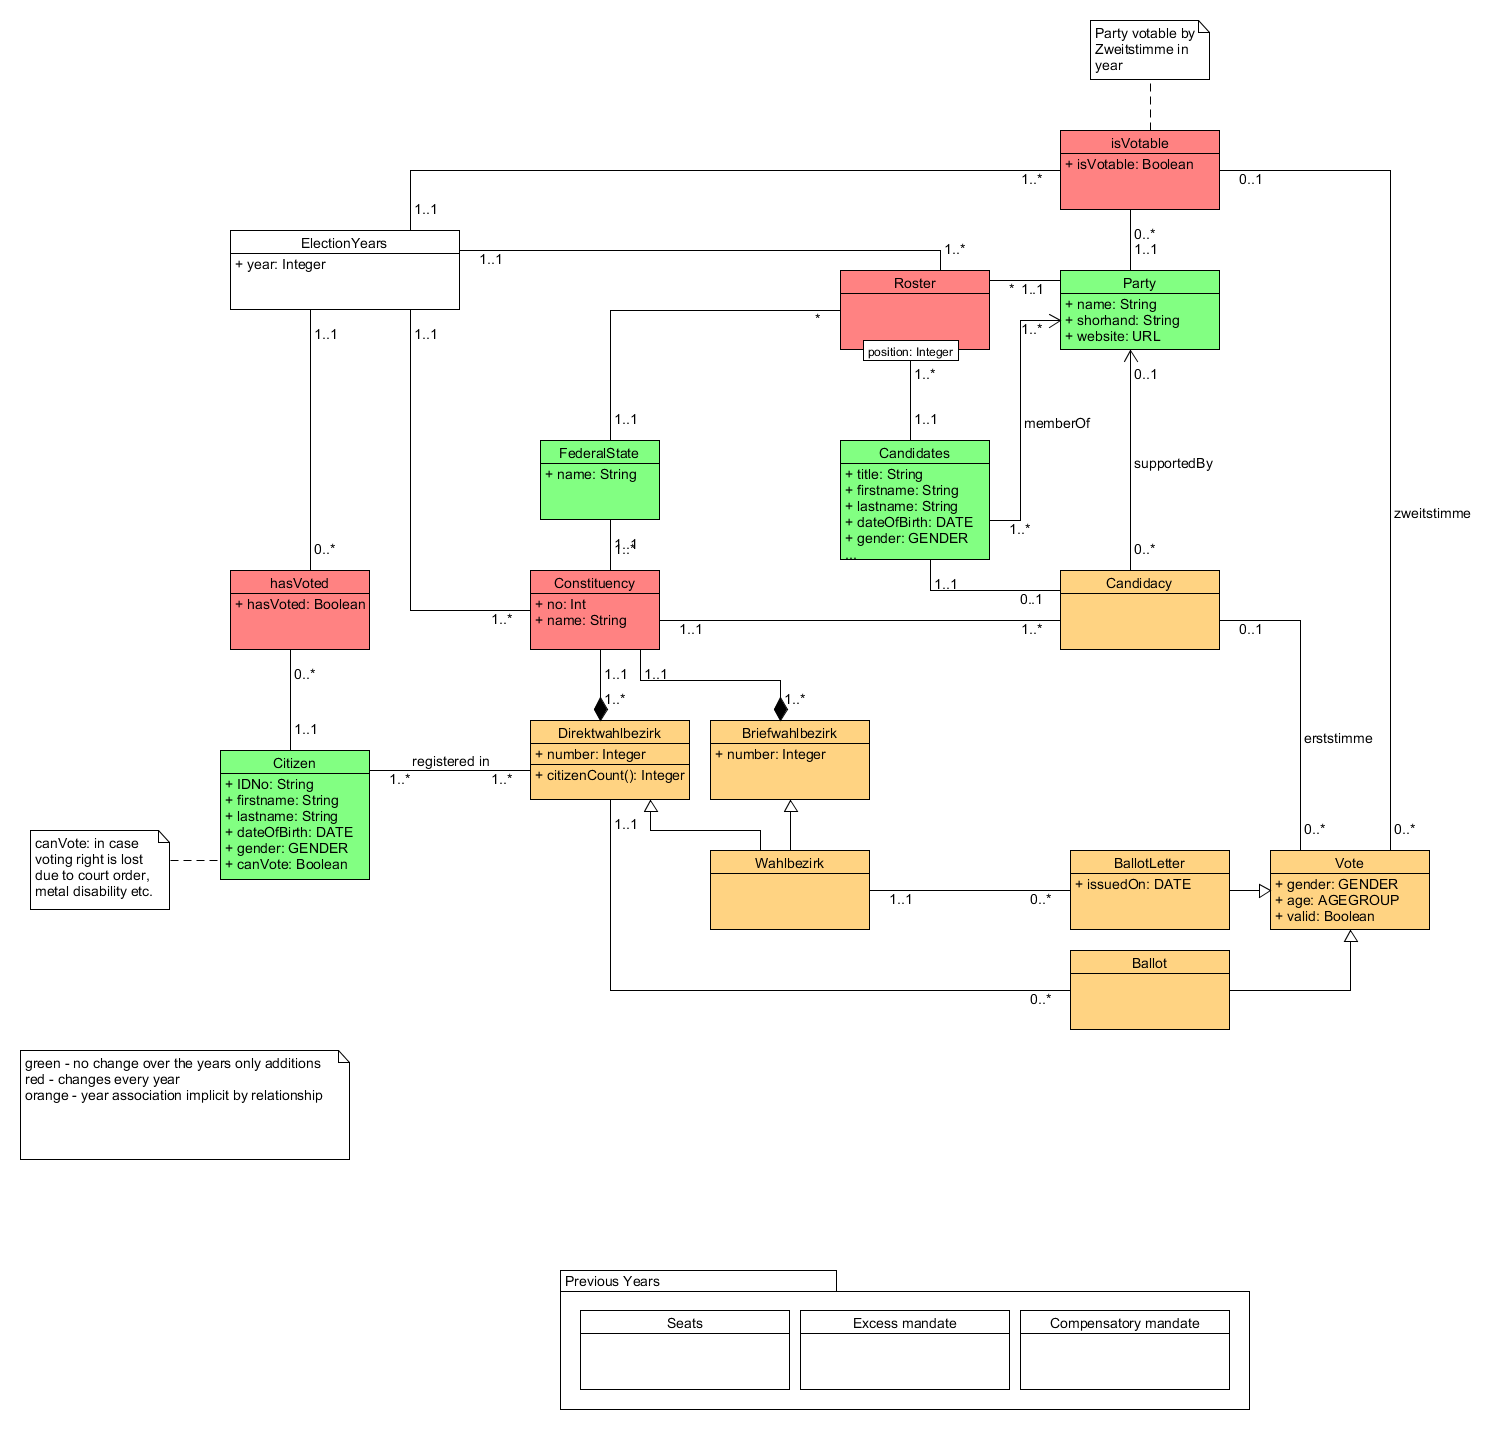 Party votable by
Zweitstimme in
year
isVotable
+ isVotable: Boolean
1..*
0..1
1..1
0..*
1..1
ElectionYears
+ year: Integer
1..1
1..*
Roster
position: Integer
*
1..1
Party
+ name: String
+ shorhand: String
+ website: URL
*
1..*
1..1
1..1
1..*
0..1
1..1
1..1
memberOf
supportedBy
zweitstimme
FederalState
+ name: String
Candidates
+ title: String
+ firstname: String
+ lastname: String
+ dateOfBirth: DATE
+ gender: GENDER
...
1..*
0..*
1..1
1..*
0..*
hasVoted
+ hasVoted: Boolean
Constituency
+ no: Int
+ name: String
Candidacy
1..1
0..1
1..*
1..1
1..*
0..1
0..*
1..1
1..1
1..*
1..*
1..1
Direktwahlbezirk
+ number: Integer
+ citizenCount(): Integer
Briefwahlbezirk
+ number: Integer
erststimme
Citizen
+ IDNo: String
+ firstname: String
+ lastname: String
+ dateOfBirth: DATE
+ gender: GENDER
+ canVote: Boolean
registered in
1..*
1..*
canVote: in case
voting right is lost
due to court order,
metal disability etc.
1..1
0..*
0..*
Wahlbezirk
BallotLetter
+ issuedOn: DATE
Vote
+ gender: GENDER
+ age: AGEGROUP
+ valid: Boolean
1..1
0..*
Ballot
0..*
green - no change over the years only additions
red - changes every year
orange - year association implicit by relationship
Previous Years
Seats
Excess mandate
Compensatory mandate